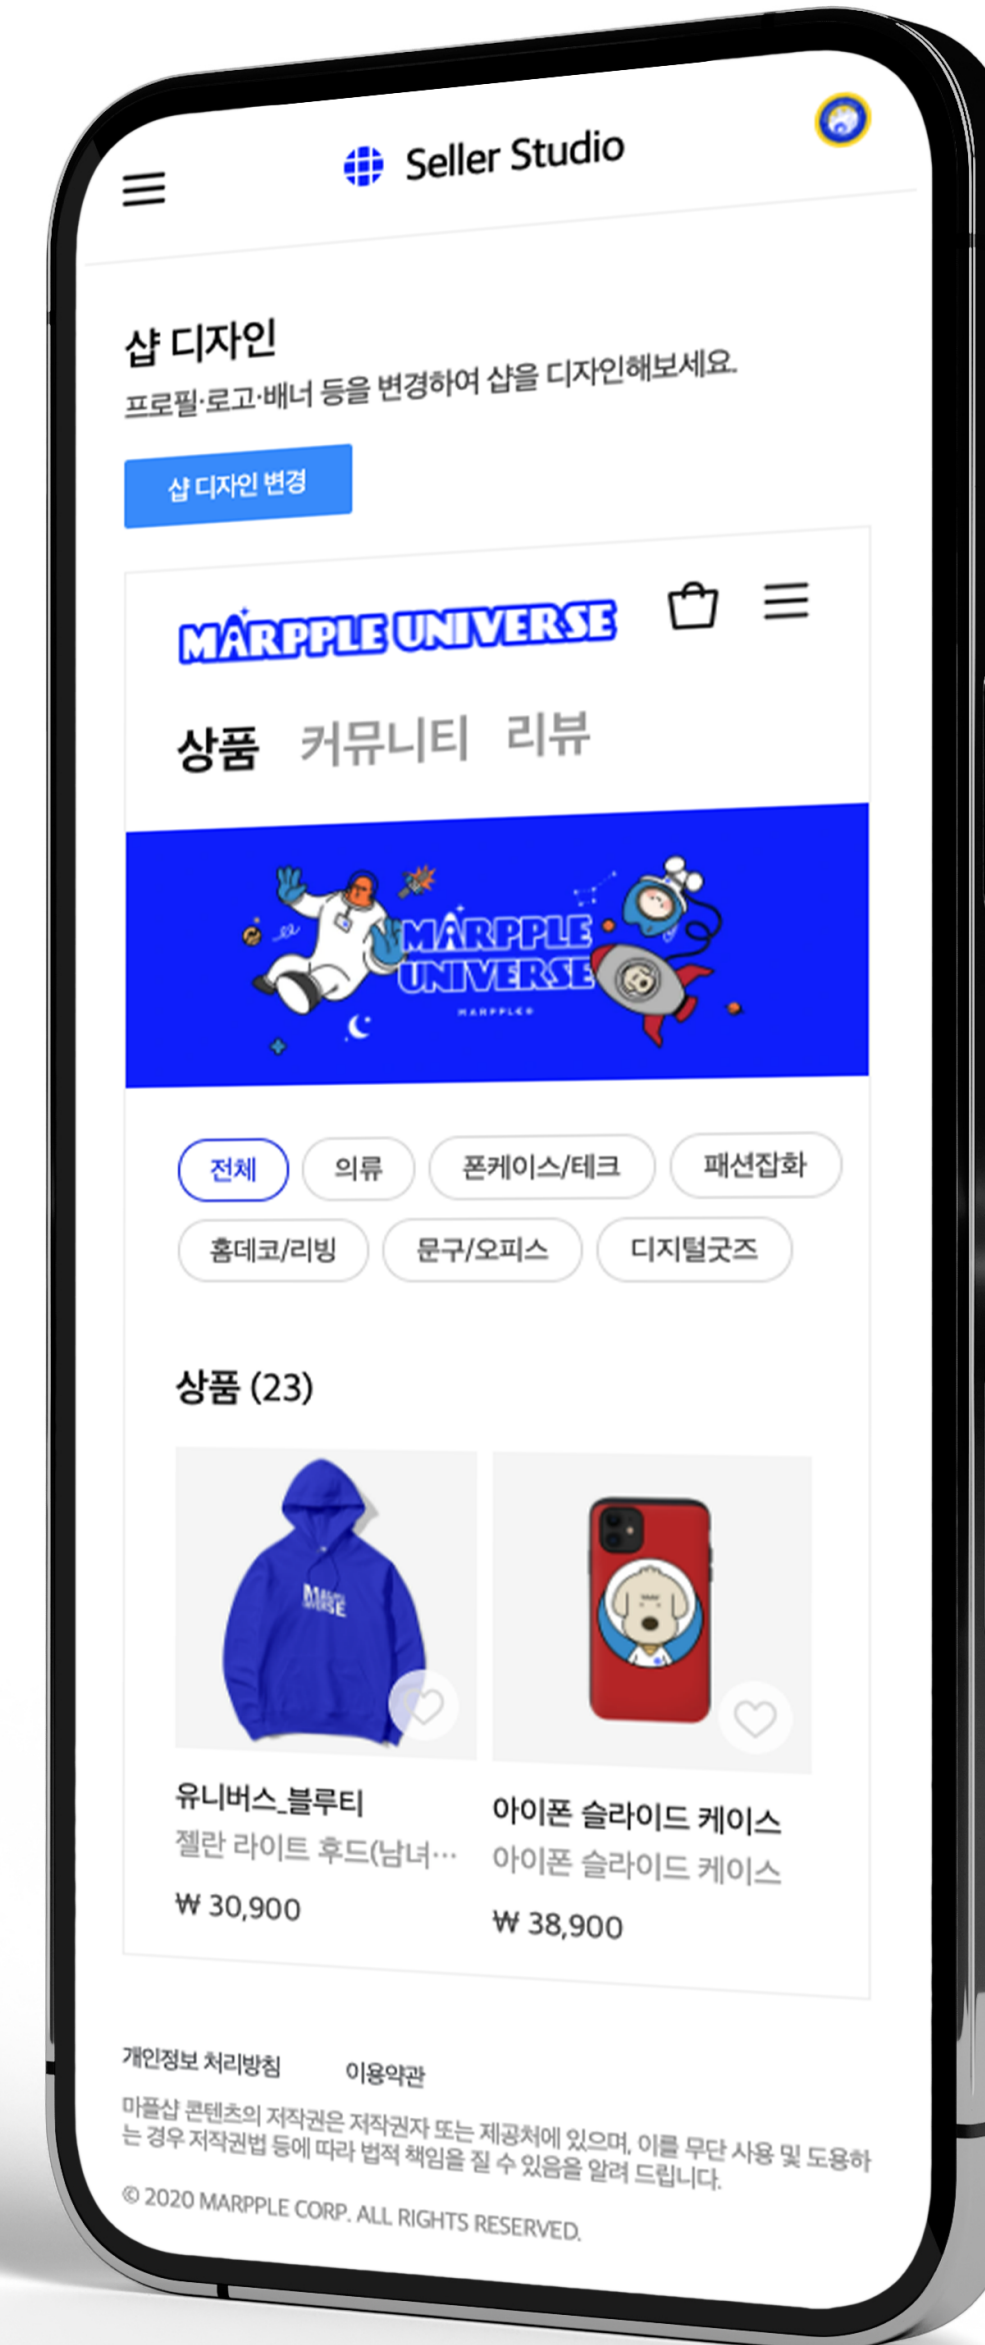 Seller Studio
샵 디자인
프로필·로고·배너 등을 변경하여 샵을 디자인해보세요.
샵 디자인 변경
MARPPLE UNIVERSE
상품 커뮤니티 리뷰
MARPPLE
UNIVERSE
MARPPLE
전체 의류 폰케이스/테크 패션잡화
홈데코/리빙 문구/오피스 디지털굿즈
상품 (23)
유니버스_블루티
젤란 라이트 후드(남녀…
₩ 30,900
아이폰 슬라이드 케이스
아이폰 슬라이드 케이스
₩ 38,900
개인정보 처리방침 이용약관
마플샵 콘텐츠의 저작권은 저작권자 또는 제공처에 있으며, 이를 무단 사용 및 도용하
는 경우 저작권법 등에 따라 법적 책임을 질 수 있음을 알려 드립니다.
© 2020 MARPPLE CORP. ALL RIGHTS RESERVED.